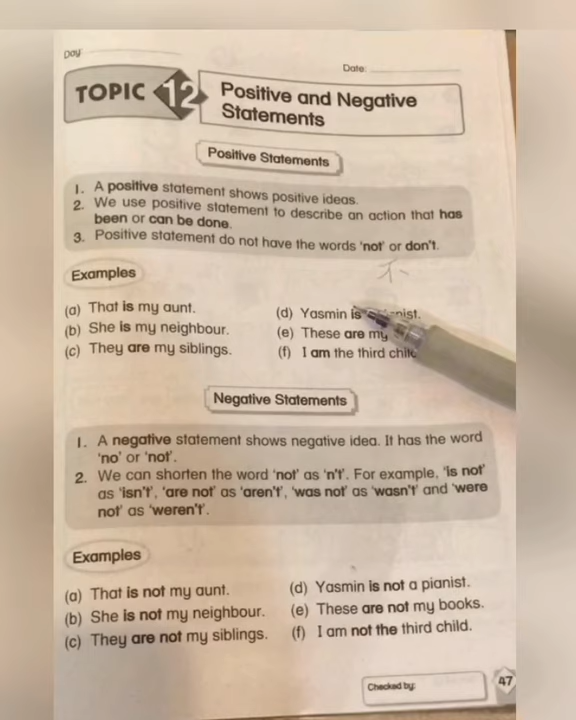 Day
Date:
TOPIC 12
Positive and Negative
Statements
Positive Statements
1. A positive statement shows positive ideas.
2. We use positive statement to describe an action that has
been or can be done.
3. Positive statement do not have the words 'not' or don't.
不
Examples
(a) That is my aunt.
(b) She is my neighbour.
(c) They are my siblings.
(d) Yasmin is
(e) These are my
(f) I am the third child
Negative Statements
1. A negative statement shows negative idea. It has the word
'no' or 'not'.
2. We can shorten the word 'not' as 'n't'. For example, 'is not'
as 'isn't', 'are not' as 'aren't', 'was not' as 'wasn't' and 'were
not' as 'weren't'.
Examples
(a) That is not my aunt.
(b) She is not my neighbour.
(c) They are not my siblings.
(d) Yasmin is not a pianist.
(e) These are not my books.
(f) I am not the third child.
Checked by:
47